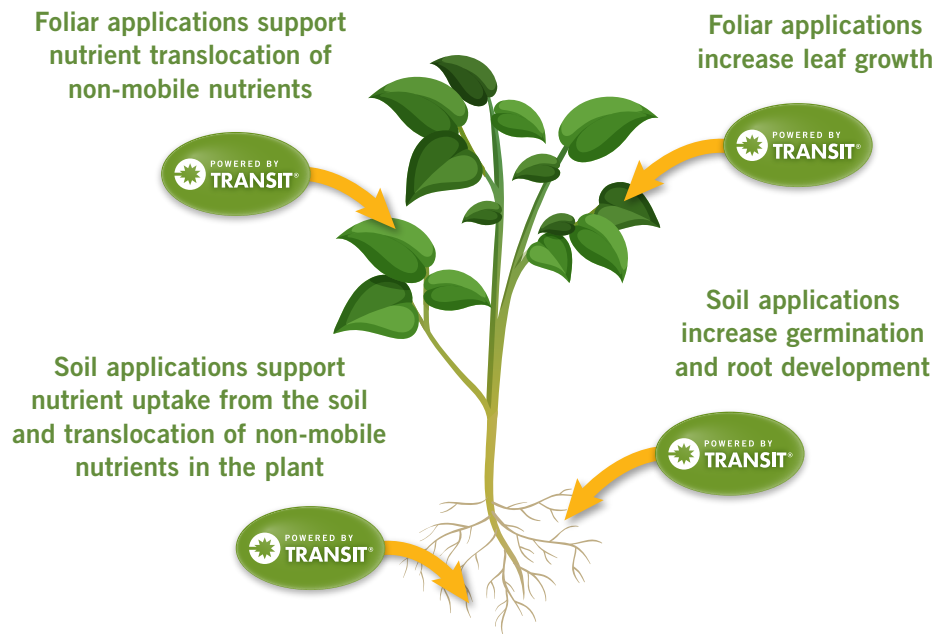 Foliar applications support
nutrient translocation of
non-mobile nutrients
POWERED BY
TRANSIT®
Foliar applications
increase leaf growth
POWERED BY
TRANSIT®
Soil applications
increase germination
and root development
POWERED BY
TRANSIT®
Soil applications support
nutrient uptake from the soil
and translocation of non-mobile
nutrients in the plant
POWERED BY
TRANSIT®